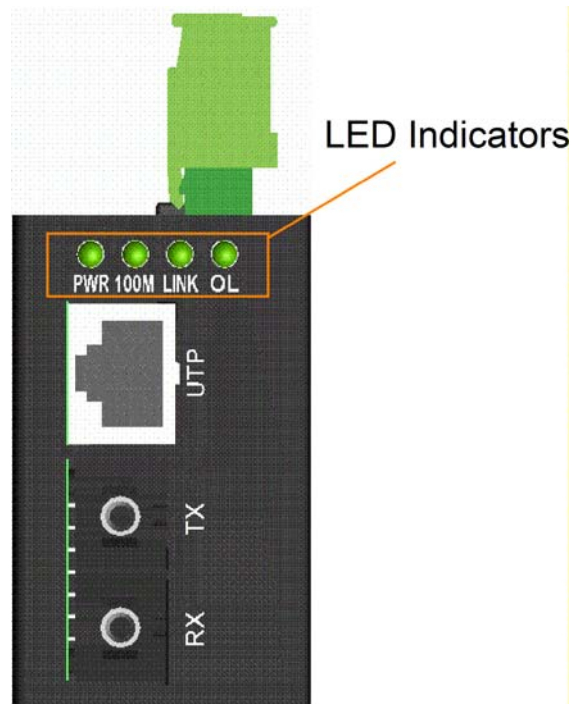 LED Indicators
PWR 100M LINK OL
UTP
TX
RX